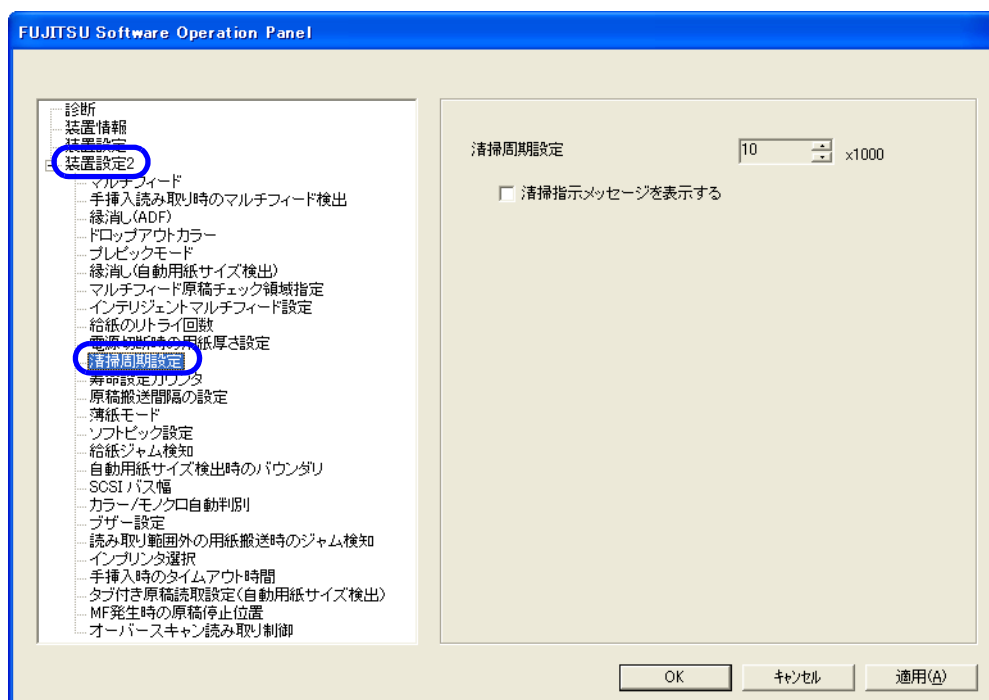 FUJITSU Software Operation Panel
診断
装置情報
装置設定
装置設定2
マルチフィード
手挿入読み取り時のマルチフィード検出
縁消し(ADF)
ドロップアウトカラー
プレピックモード
縁消し(自動用紙サイズ検出)
マルチフィード原稿チェック領域指定
インテリジェントマルチフィード設定
給紙のリトライ回数
電源切断時の用紙厚さ設定
清掃周期設定
寿命設定カウンタ
原稿搬送間隔の設定
薄紙モード
ソフトピック設定
給紙ジャム検知
自動用紙サイズ検出時のバウンダリ
SCSI バス幅
カラー/モノクロ自動判別
ブザー設定
読み取り範囲外の用紙搬送時のジャム検知
インプリンタ選択
手挿入時のタイムアウト時間
タブ付き原稿読取設定(自動用紙サイズ検出)
MF発生時の原稿停止位置
オーバースキャン読み取り制御
清掃周期設定 10 x1000
清掃指示メッセージを表示する
OK キャンセル 適用(A)